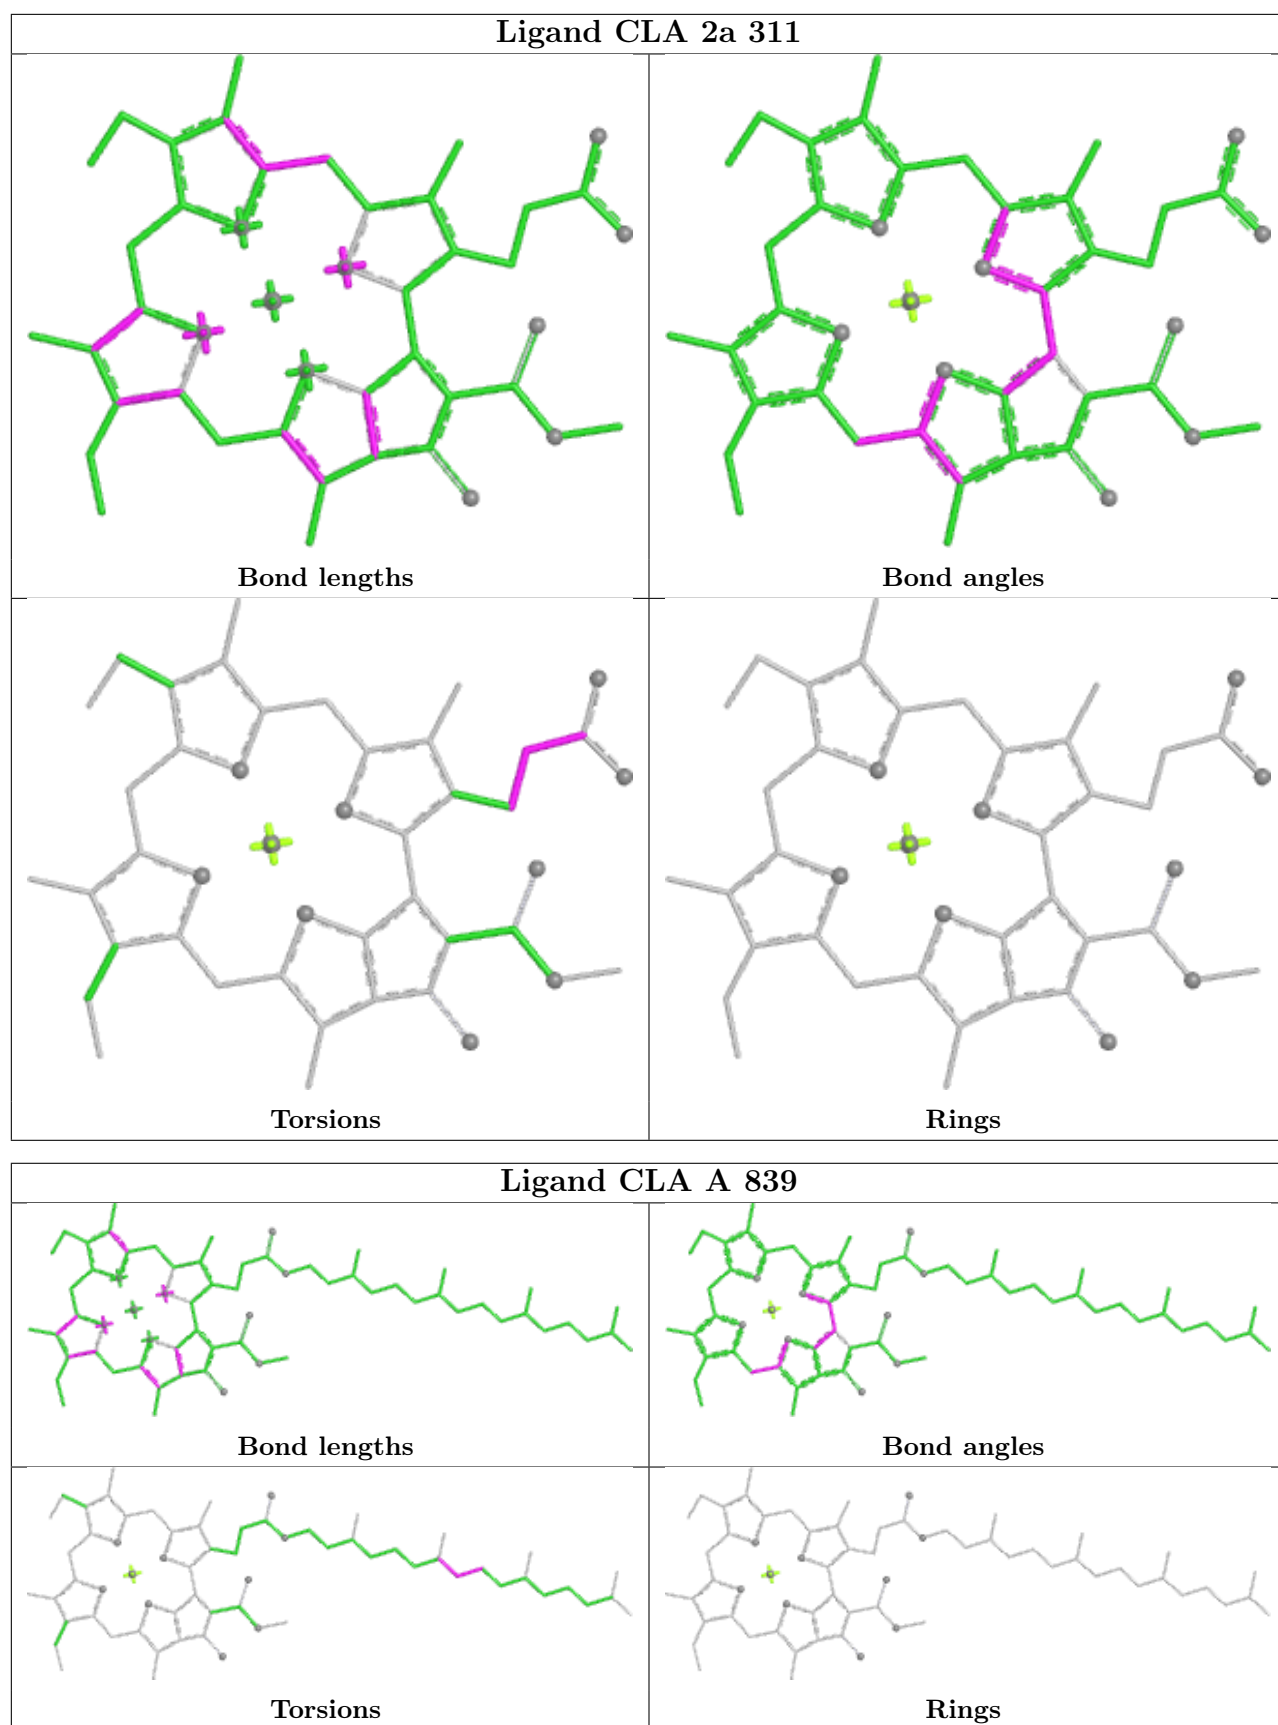 Ligand CLA 2a 311
Bond lengths
Bond angles
Torsions
Rings
Ligand CLA A 839
Bond lengths
Bond angles
Torsions
Rings